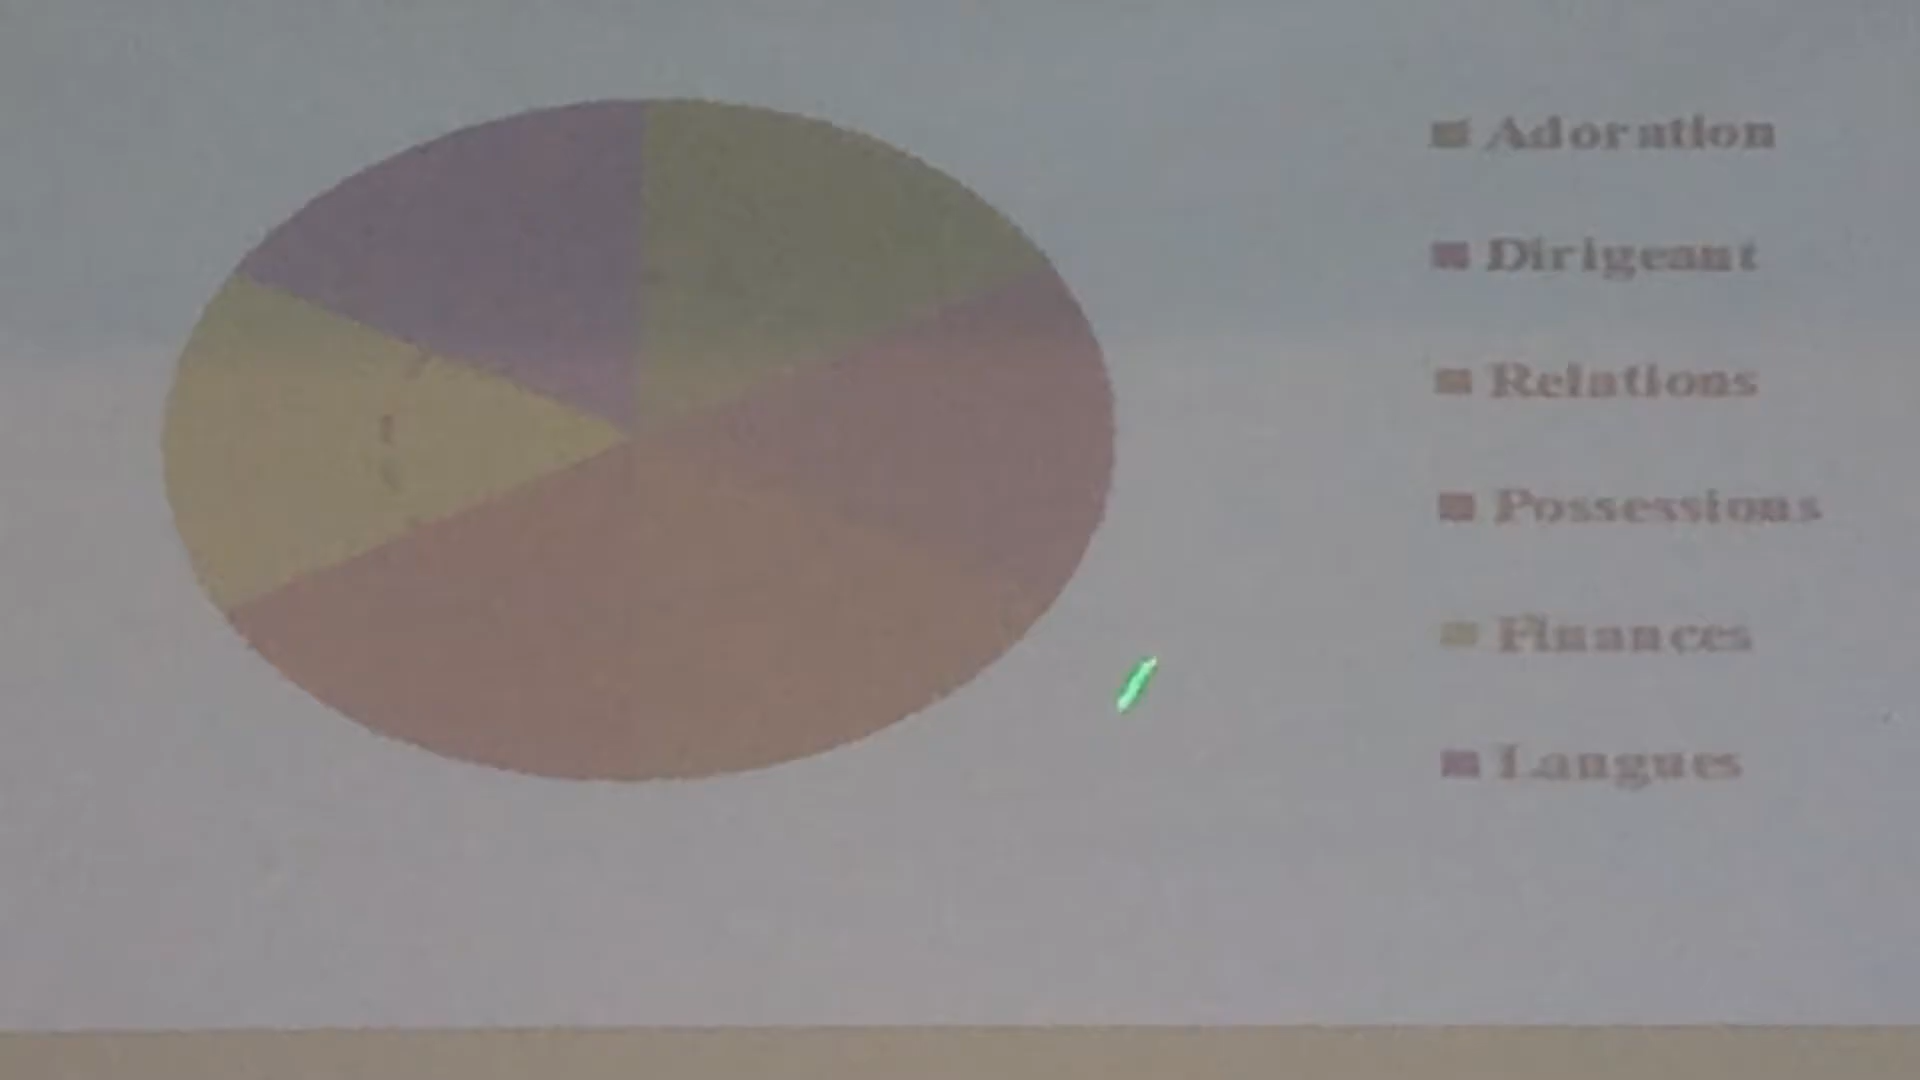 Adoration
Dirigeant
Relations
Possessions
Finances
Langues